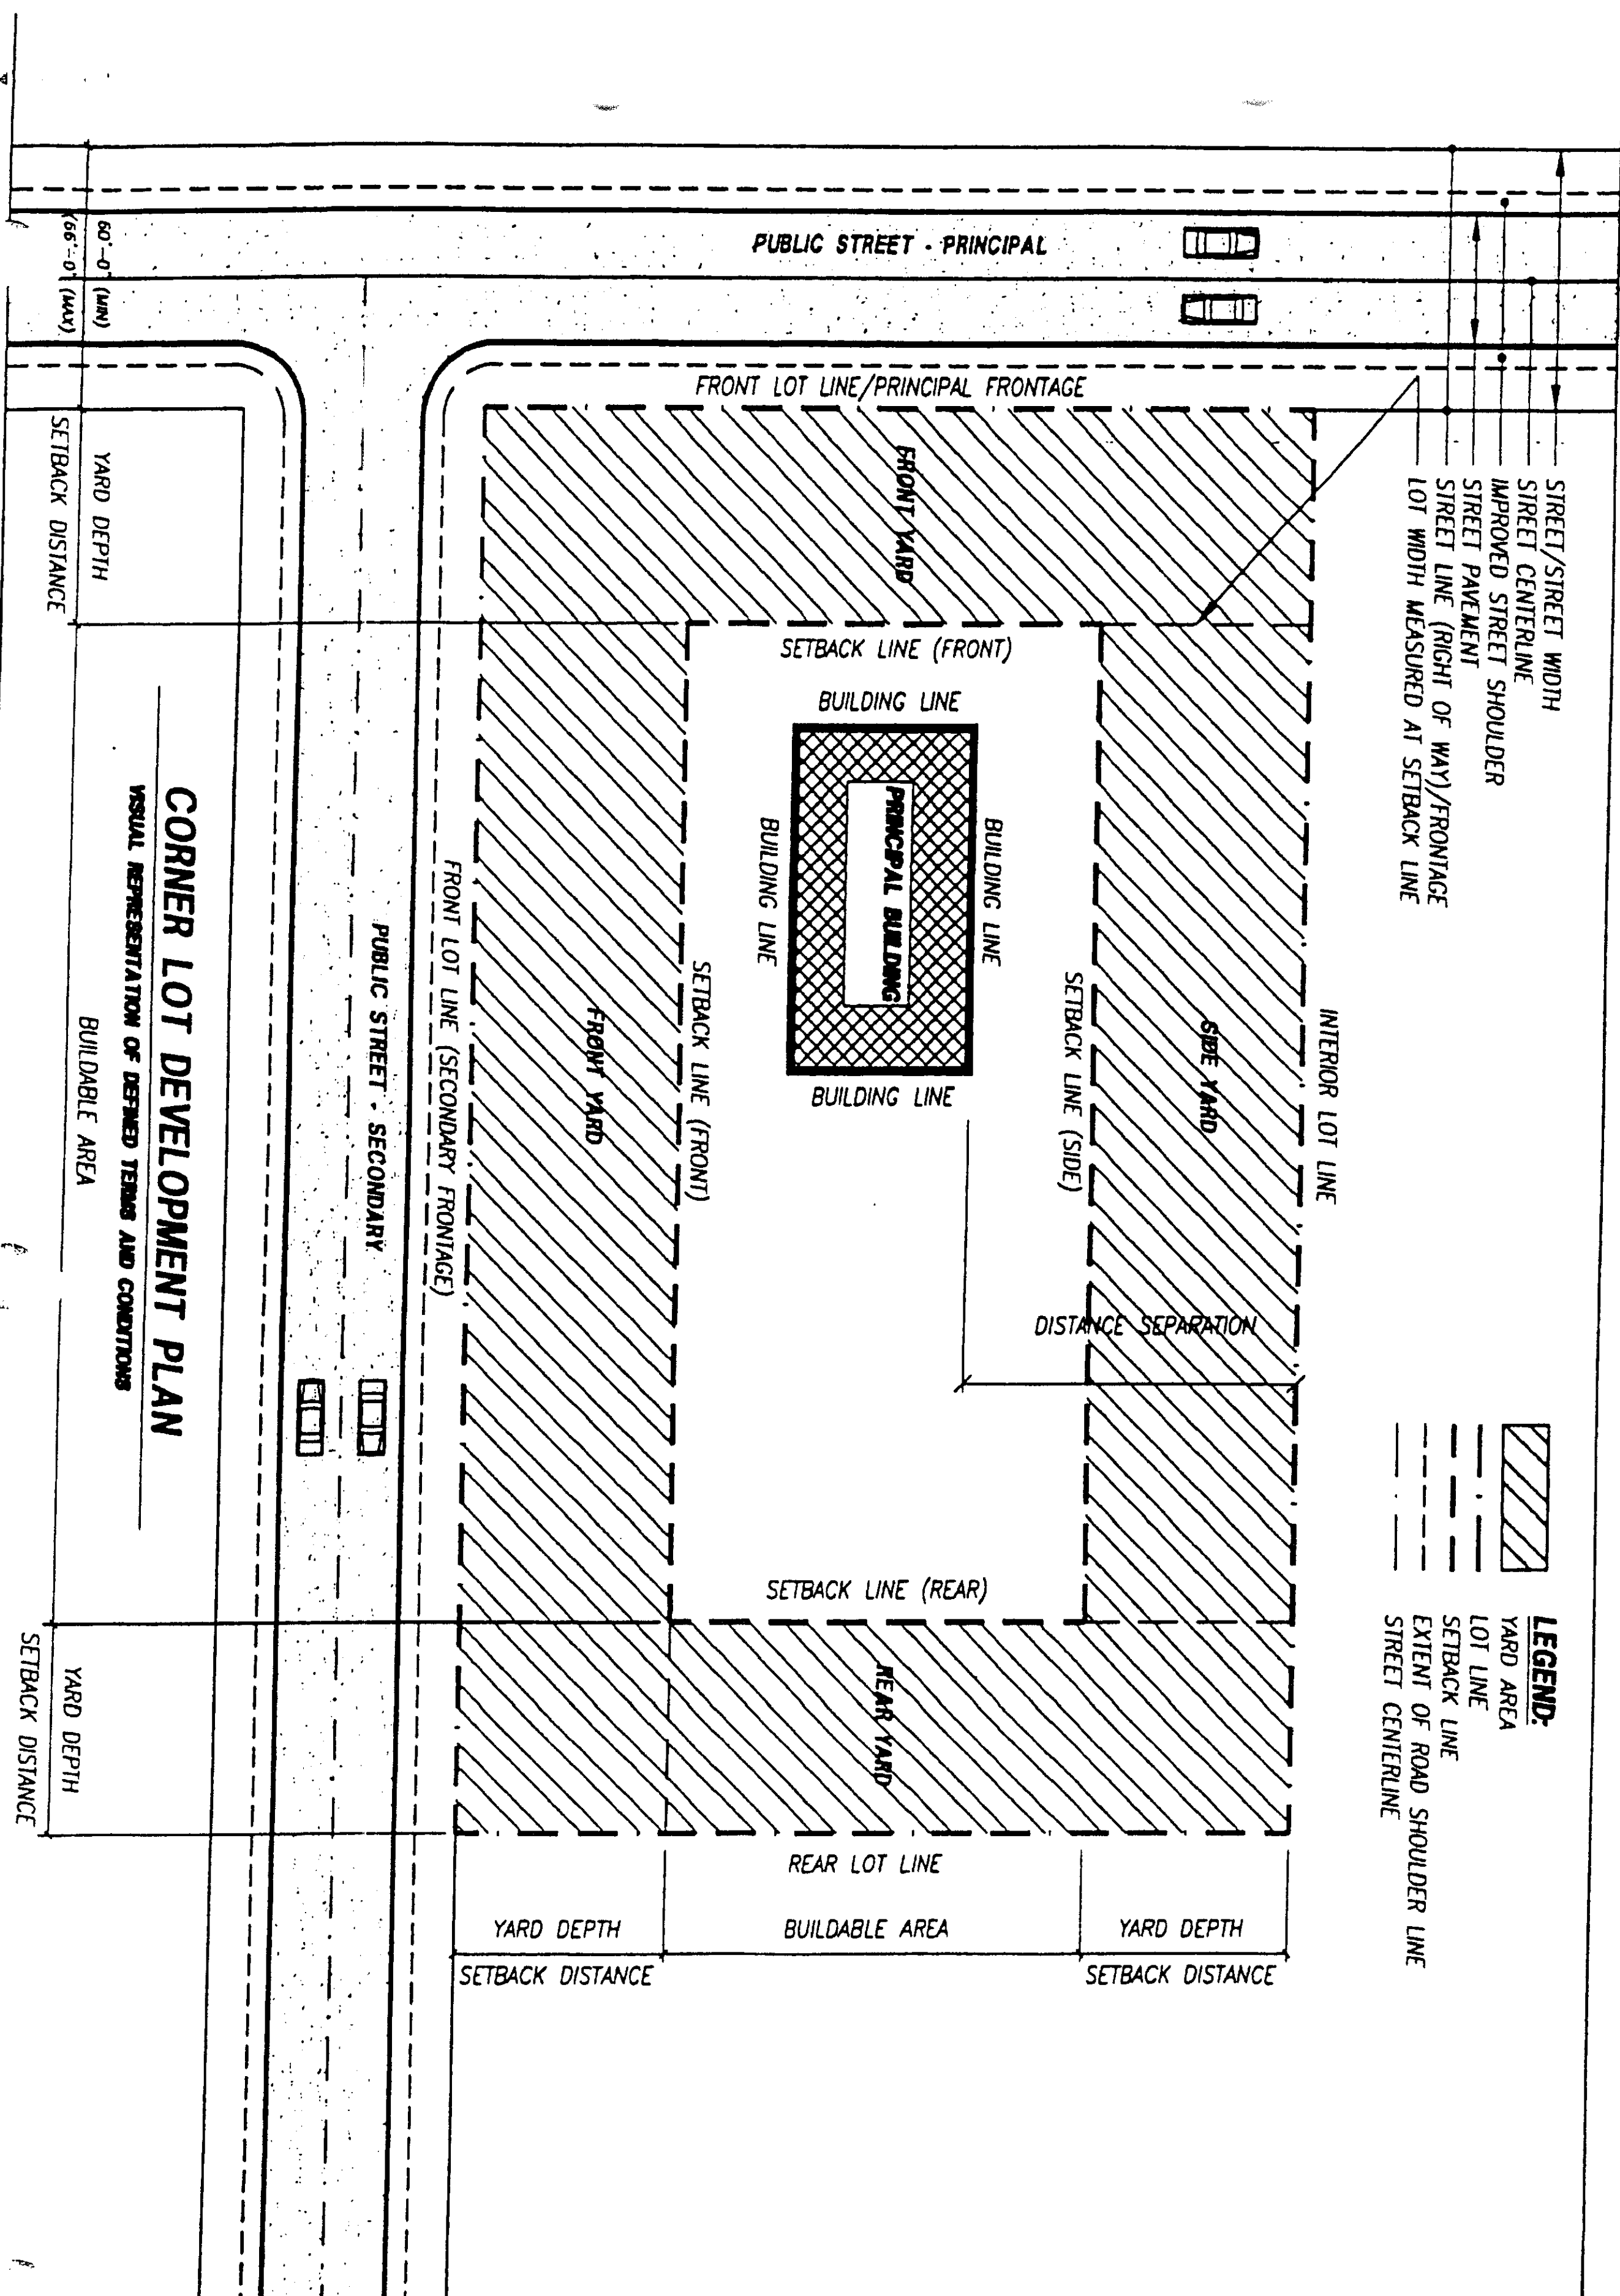 STREET/STREET WIDTH
STREET CENTERLINE
IMPROVED STREET SHOULDER
STREET PAVEMENT
STREET LINE (RIGHT OF WAY)/FRONTAGE
LOT WIDTH MEASURED AT SETBACK LINE
LEGEND:
YARD AREA
LOT LINE
SETBACK LINE
EXTENT OF ROAD SHOULDER LINE
STREET CENTERLINE
PUBLIC STREET - PRINCIPAL
FRONT LOT LINE/PRINCIPAL FRONTAGE
FRONT YARD
SETBACK LINE (FRONT)
BUILDING LINE
BUILDING LINE
PRINCIPAL BUILDING
BUILDING LINE
BUILDING LINE
INTERIOR LOT LINE
SIDE YARD
SETBACK LINE (SIDE)
DISTANCE SEPARATION
SETBACK LINE (FRONT)
FRONT YARD
FRONT LOT LINE (SECONDARY FRONTAGE)
PUBLIC STREET - SECONDARY
SETBACK LINE (REAR)
REAR YARD
REAR LOT LINE
YARD DEPTH
SETBACK DISTANCE
BUILDABLE AREA
YARD DEPTH
SETBACK DISTANCE
60'-0" (MIN)
(66'-0" (MAX)
YARD DEPTH
SETBACK DISTANCE
BUILDABLE AREA
YARD DEPTH
SETBACK DISTANCE
CORNER LOT DEVELOPMENT PLAN
VISUAL REPRESENTATION OF DEFINED TERMS AND CONDITIONS